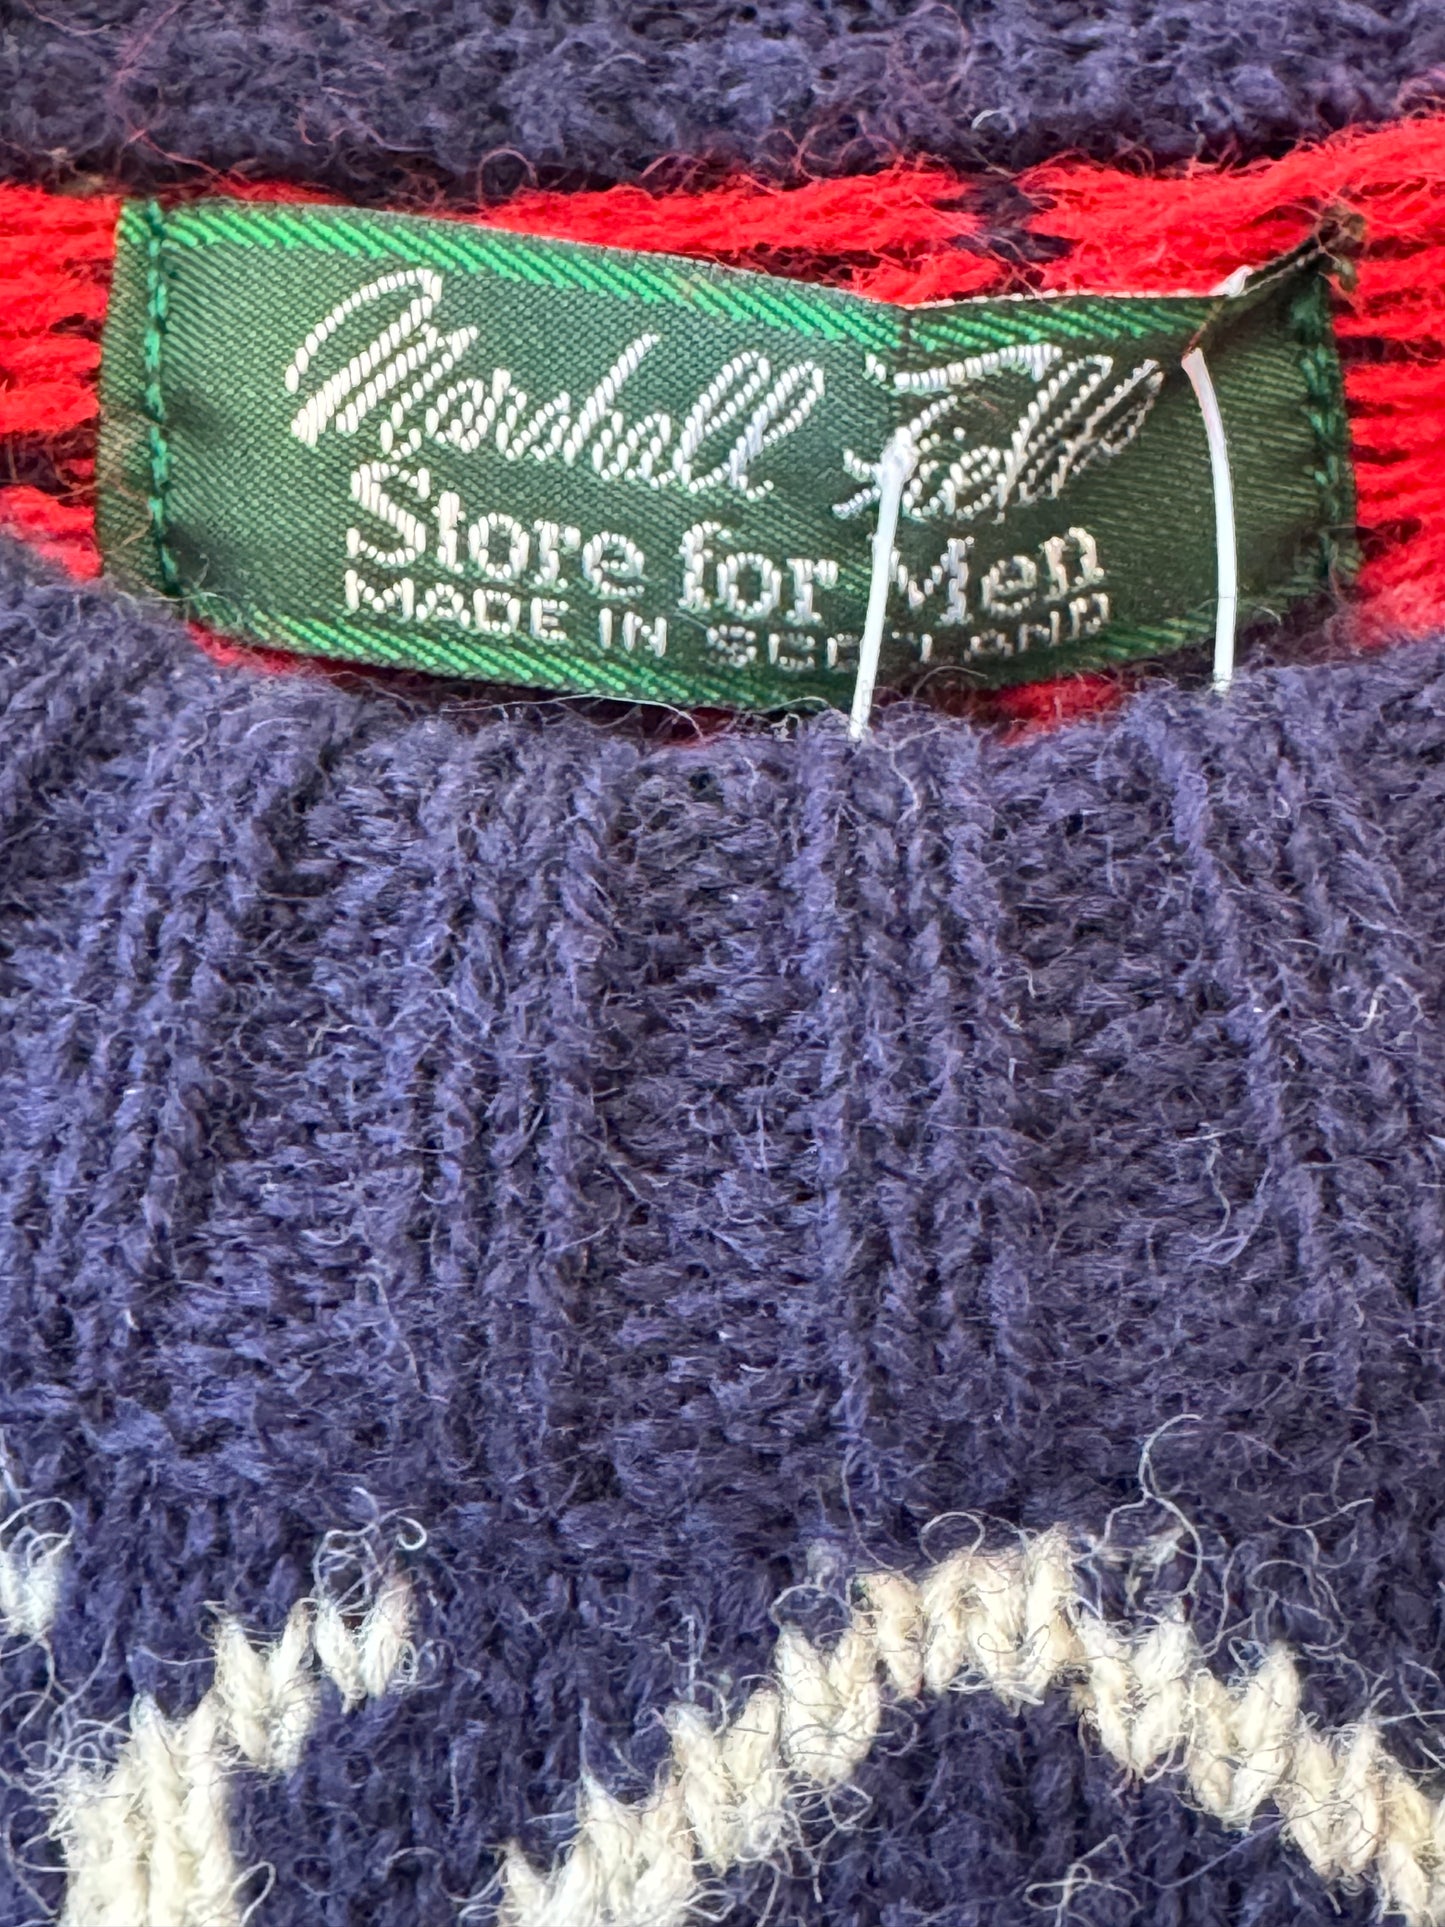 Marshall Field's
Store for Men
MADE IN SCOTLAND